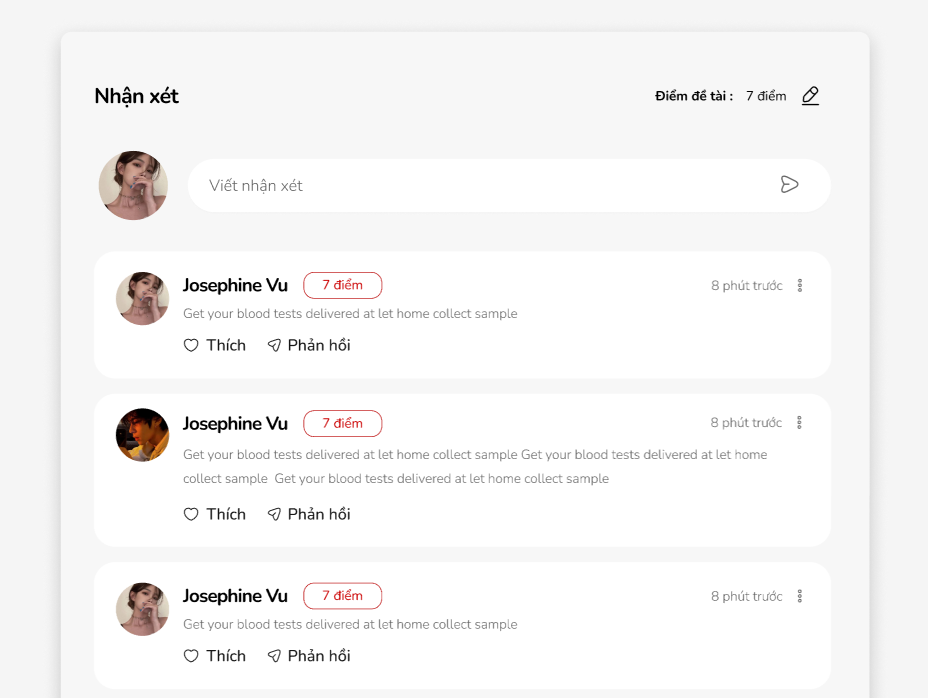 Nhận xét
Điểm đề tài : 7 điểm
Viết nhận xét
Josephine Vu 7 điểm 8 phút trước
Get your blood tests delivered at let home collect sample
Thích Phản hồi
Josephine Vu 7 điểm 8 phút trước
Get your blood tests delivered at let home collect sample Get your blood tests delivered at let home
collect sample Get your blood tests delivered at let home collect sample
Thích Phản hồi
Josephine Vu 7 điểm 8 phút trước
Get your blood tests delivered at let home collect sample
Thích Phản hồi